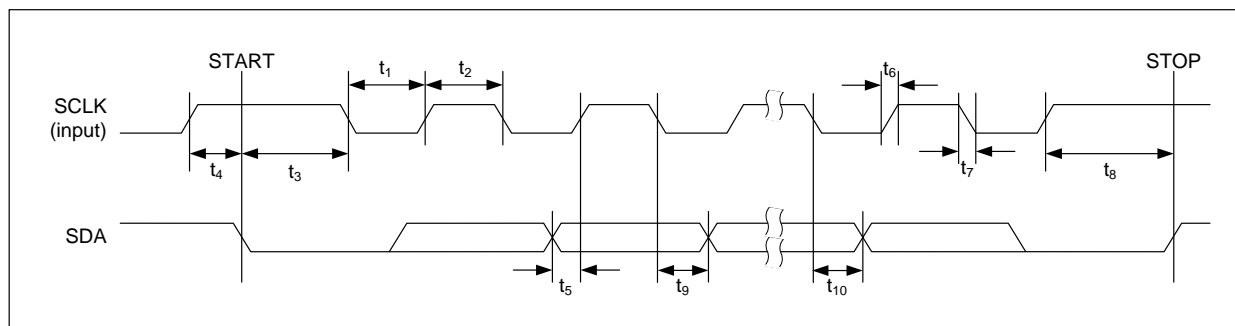 START
STOP
t1
t2
t6
SCLK
(input)
t4
t3
t7
t8
SDA
t5
t9
t10